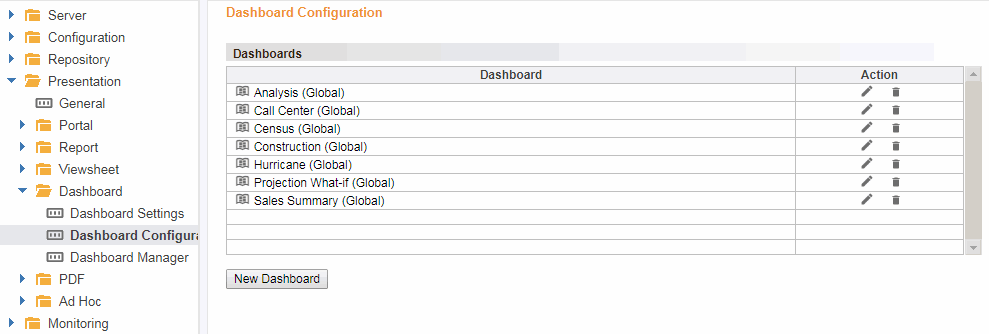 Server
Configuration
Repository
Presentation
General
Portal
Report
Viewsheet
Dashboard
Dashboard Settings
Dashboard Configura
Dashboard Manager
PDF
Ad Hoc
Monitoring
Dashboard Configuration
Dashboards
Dashboard Action
Analysis (Global)
Call Center (Global)
Census (Global)
Construction (Global)
Hurricane (Global)
Projection What-if (Global)
Sales Summary (Global)
New Dashboard